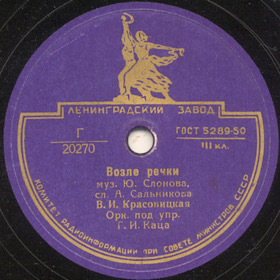 ЛЕНИНГРАДСКИЙ ЗАВОД
Г
20270
ГОСТ 5289-50
III кл.
Возле речки
муз. Ю. Слонова,
сл. А. Сальникова
В. И. Красовицкая
Орк. под упр.
Г. И. Каца
КОМИТЕТ РАДИОИНФОРМАЦИИ ПРИ СОВЕТЕ МИНИСТРОВ СССР